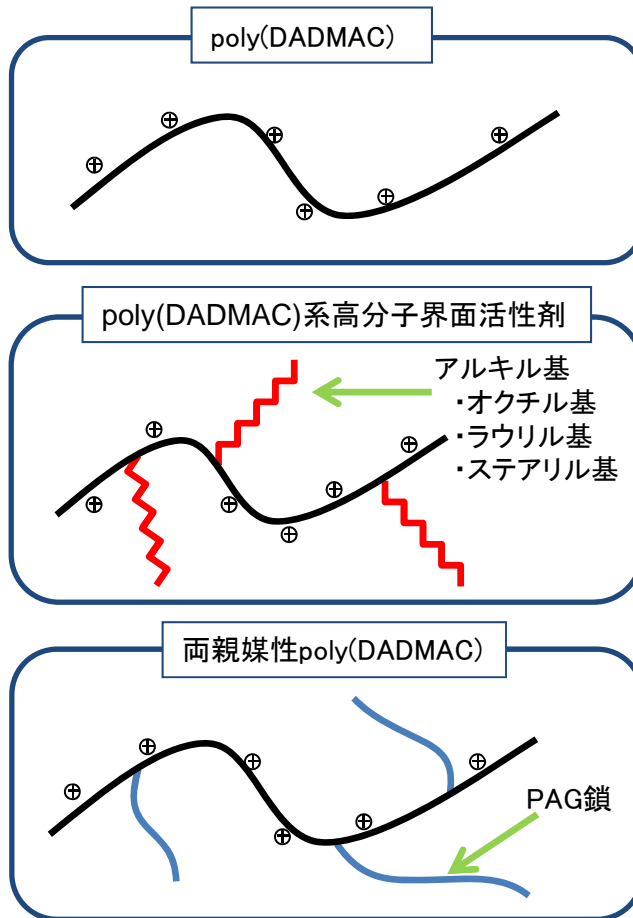 poly(DADMAC)
poly(DADMAC)系高分子界面活性剤
アルキル基
・オクチル基
・ラウリル基
・ステアリル基
両親媒性poly(DADMAC)
PAG鎖